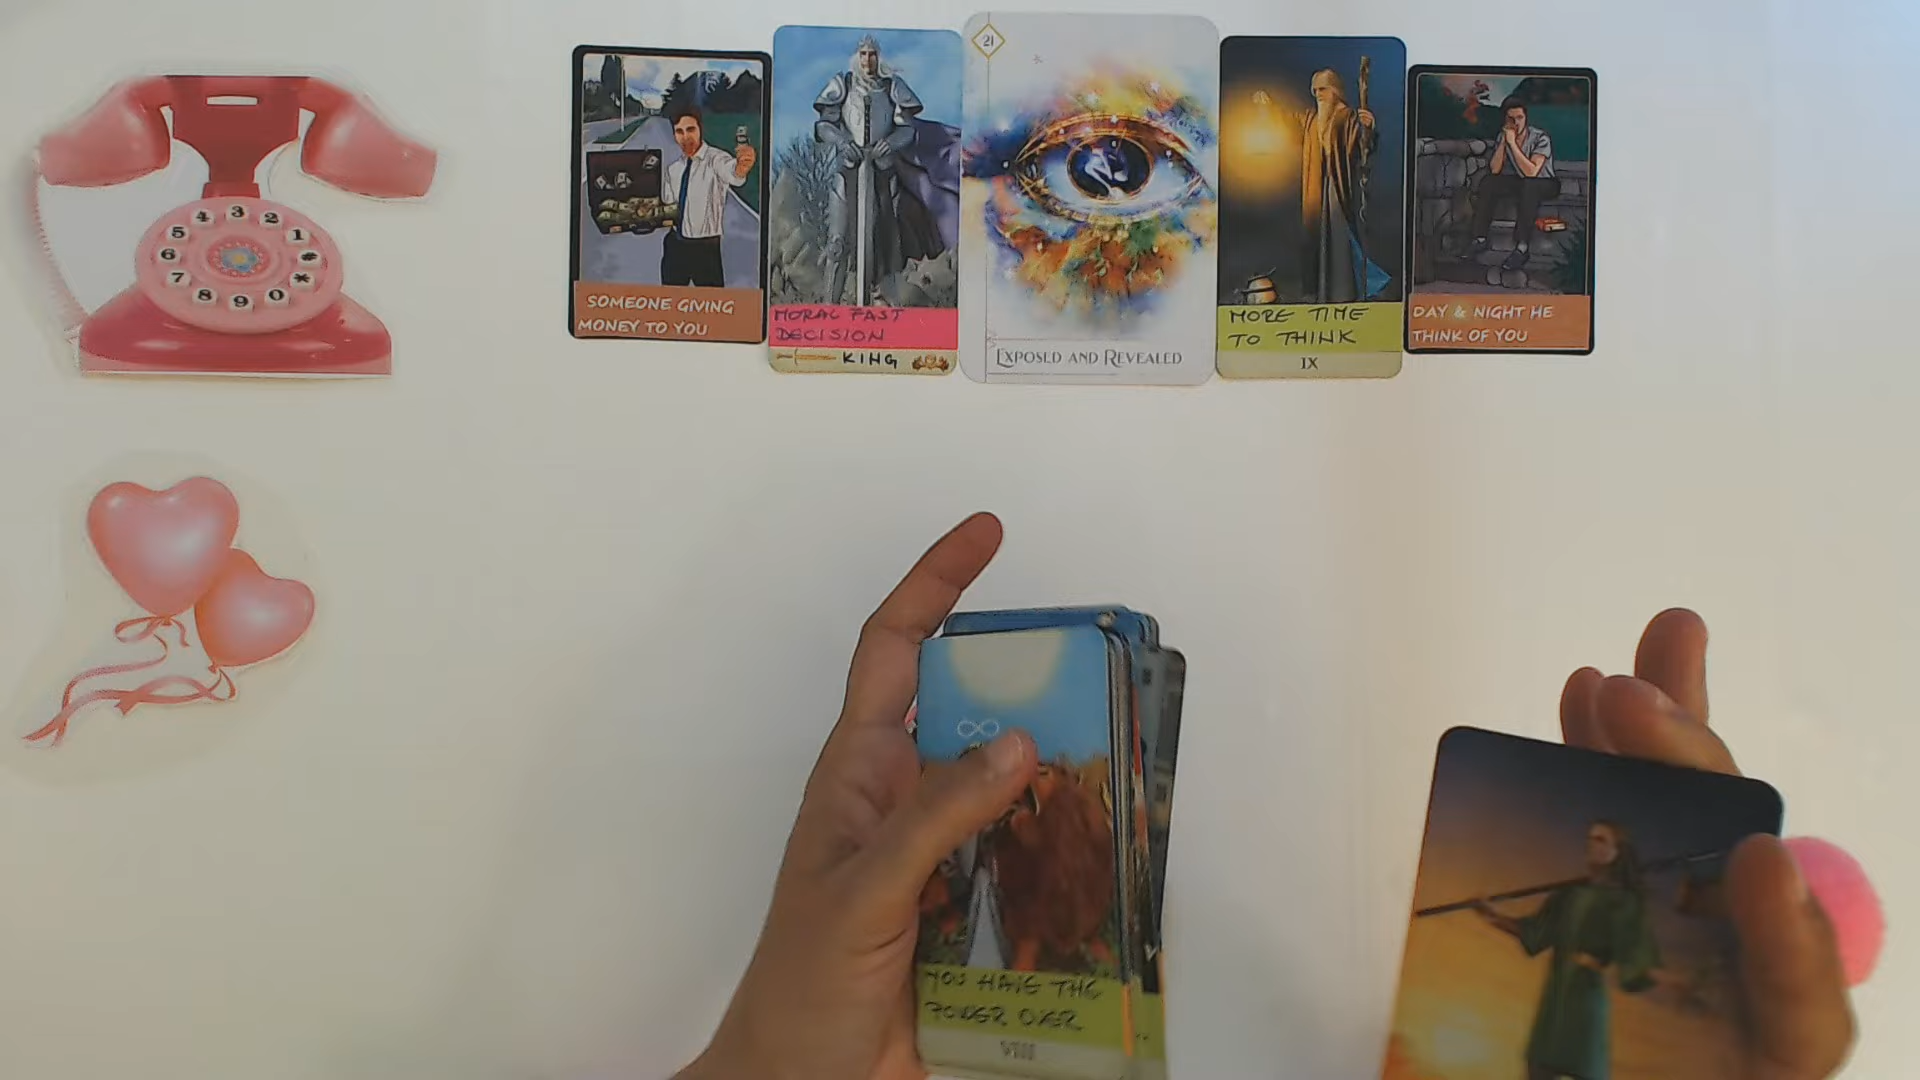 SOMEONE GIVING
MONEY TO YOU
MORAL FAST
DECISION
KING
21
EXPOSED AND REVEALED
MORE TIME
TO THINK
IX
DAY & NIGHT HE
THINK OF YOU
1
2
3
4
5
6
7
8
9
0
*
#
∞
YOU HAVE THE
POWER OVER
VIII